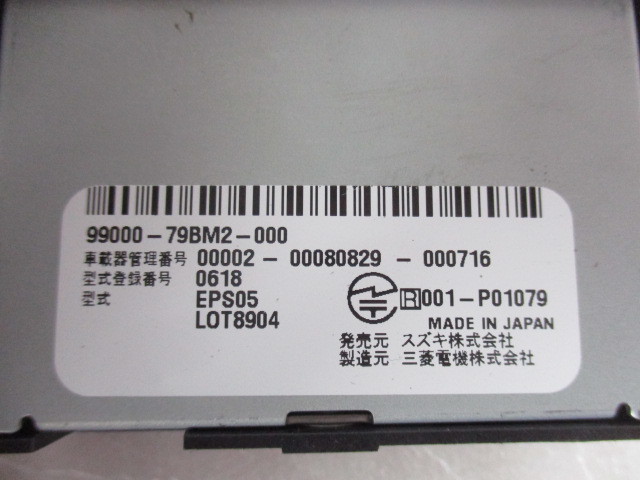 99000-79BM2-000
車載器管理番号 00002-00080829-000716
型式登録番号 0618
型式 EPS05
LOT8904
R 001-P01079
MADE IN JAPAN
発売元 スズキ株式会社
製造元 三菱電機株式会社